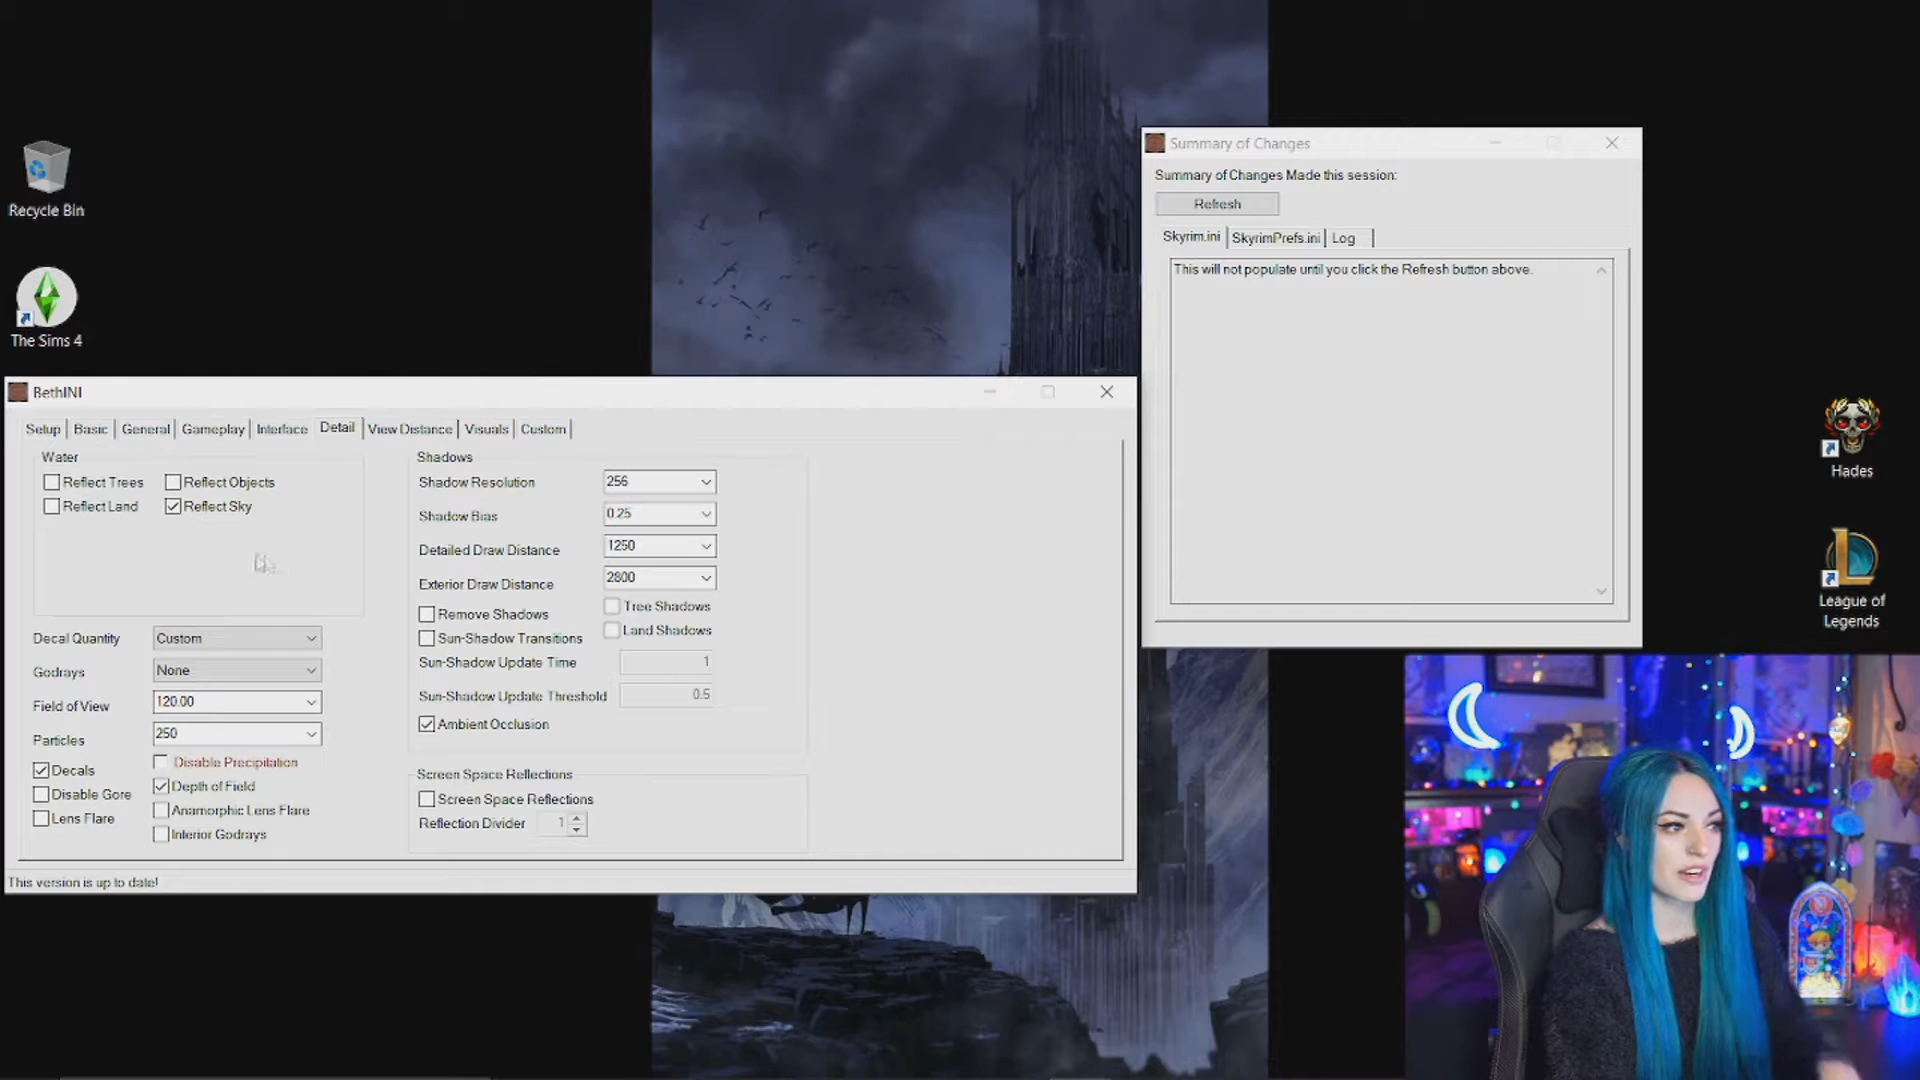 Recycle Bin
The Sims 4
Hades
League of
Legends
Summary of Changes
Summary of Changes Made this session:
Refresh
Skyrim.ini
SkyrimPrefs.ini
Log
This will not populate until you click the Refresh button above.
BethINI
Setup
Basic
General
Gameplay
Interface
Detail
View Distance
Visuals
Custom
Water
Reflect Trees
Reflect Objects
Reflect Land
Reflect Sky
Decal Quantity
Custom
Godrays
None
Field of View
120.00
Particles
250
Decals
Disable Precipitation
Depth of Field
Disable Gore
Anamorphic Lens Flare
Lens Flare
Interior Godrays
Shadows
Shadow Resolution
256
Shadow Bias
0.25
Detailed Draw Distance
1250
Exterior Draw Distance
2800
Remove Shadows
Tree Shadows
Sun-Shadow Transitions
Land Shadows
Sun-Shadow Update Time
1
Sun-Shadow Update Threshold
0.5
Ambient Occlusion
Screen Space Reflections
Screen Space Reflections
Reflection Divider
1
This version is up to date!